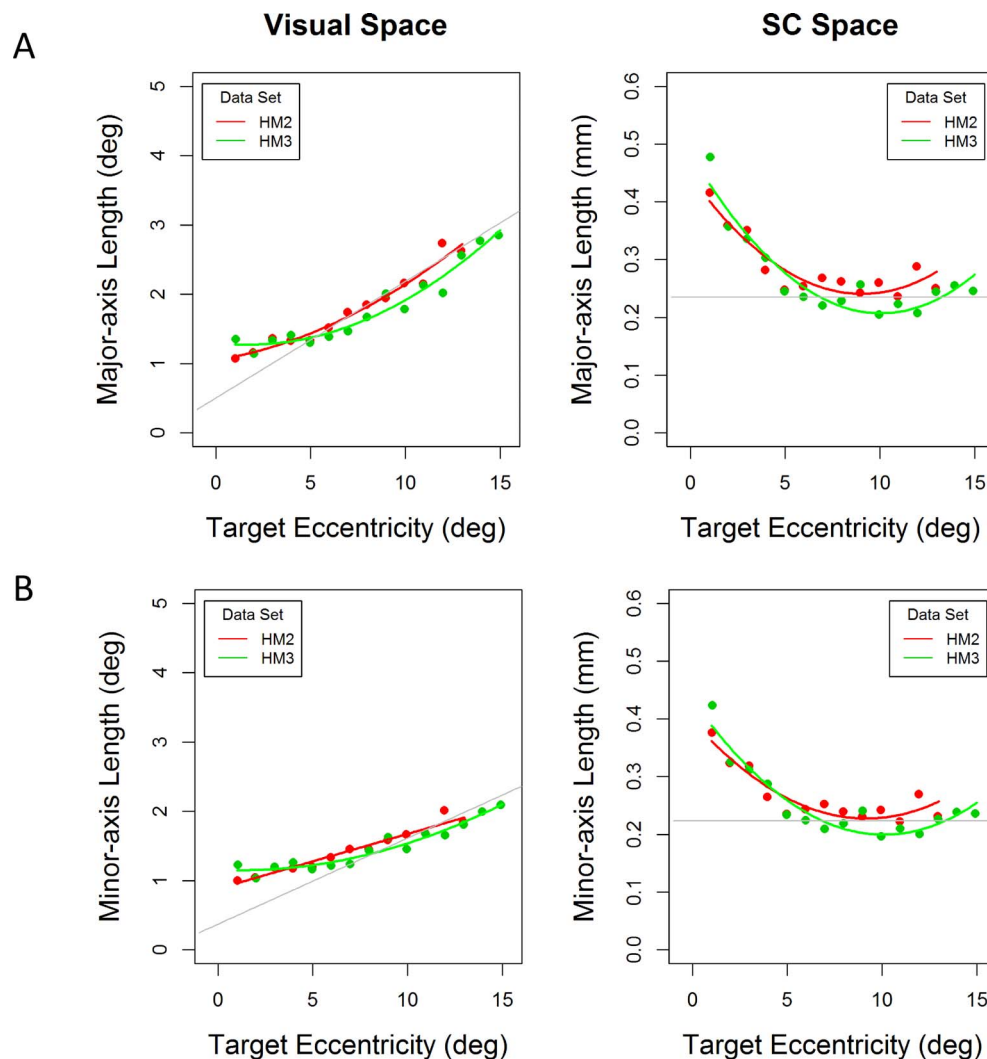 Visual Space
SC Space
A
Major-axis Length (deg)
5
4
3
2
1
0
Data Set
HM2
HM3
0 5 10 15
Target Eccentricity (deg)
Major-axis Length (mm)
0.6
0.5
0.4
0.3
0.2
0.1
0.0
Data Set
HM2
HM3
0 5 10 15
Target Eccentricity (deg)
B
Minor-axis Length (deg)
5
4
3
2
1
0
Data Set
HM2
HM3
0 5 10 15
Target Eccentricity (deg)
Minor-axis Length (mm)
0.6
0.5
0.4
0.3
0.2
0.1
0.0
Data Set
HM2
HM3
0 5 10 15
Target Eccentricity (deg)